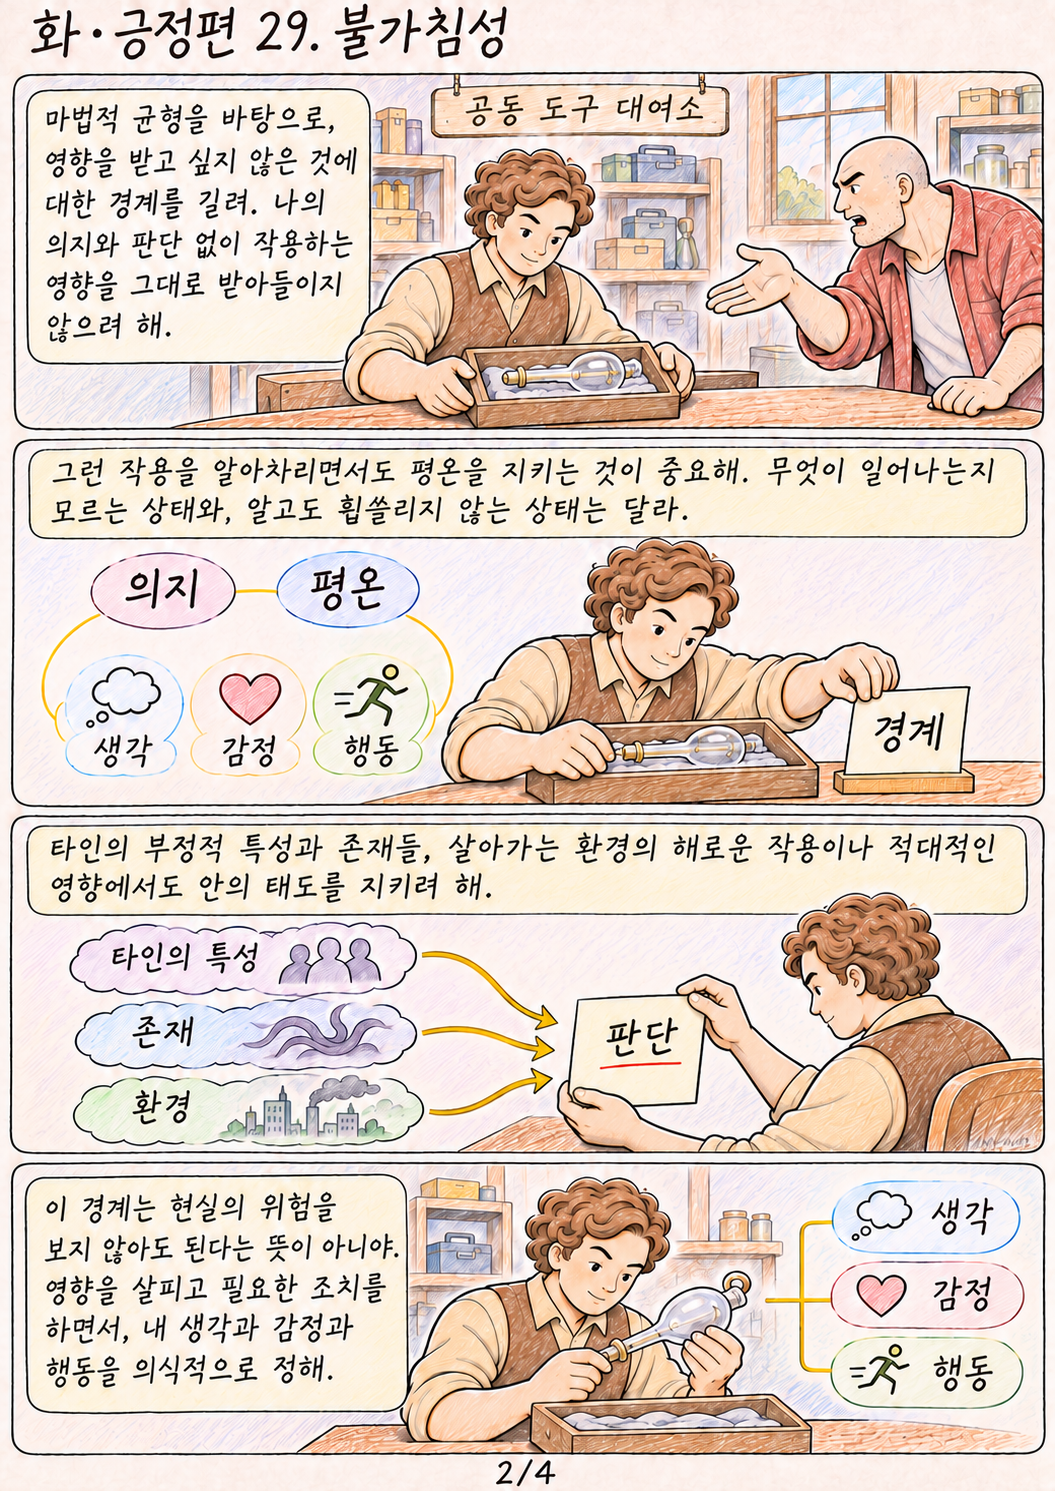 화·긍정편 29. 불가침성
공동 도구 대여소
마법적 균형을 바탕으로,
영향을 받고 싶지 않은 것에
대한 경계를 길려. 나의
의지와 판단 없이 작용하는
영향을 그대로 받아들이지
않으려 해.
그런 작용을 알아차리면서도 평온을 지키는 것이 중요해. 무엇이 일어나는지
모르는 상태와, 알고도 휩쓸리지 않는 상태는 달라.
의지
평온
생각
감정
행동
경계
타인의 부정적 특성과 존재들, 살아가는 환경의 해로운 작용이나 적대적인
영향에서도 안의 태도를 지키려 해.
타인의 특성
존재
환경
판단
이 경계는 현실의 위험을
보지 않아도 된다는 뜻이 아니야.
영향을 살피고 필요한 조치를
하면서, 내 생각과 감정과
행동을 의식적으로 정해.
생각
감정
행동
2/4